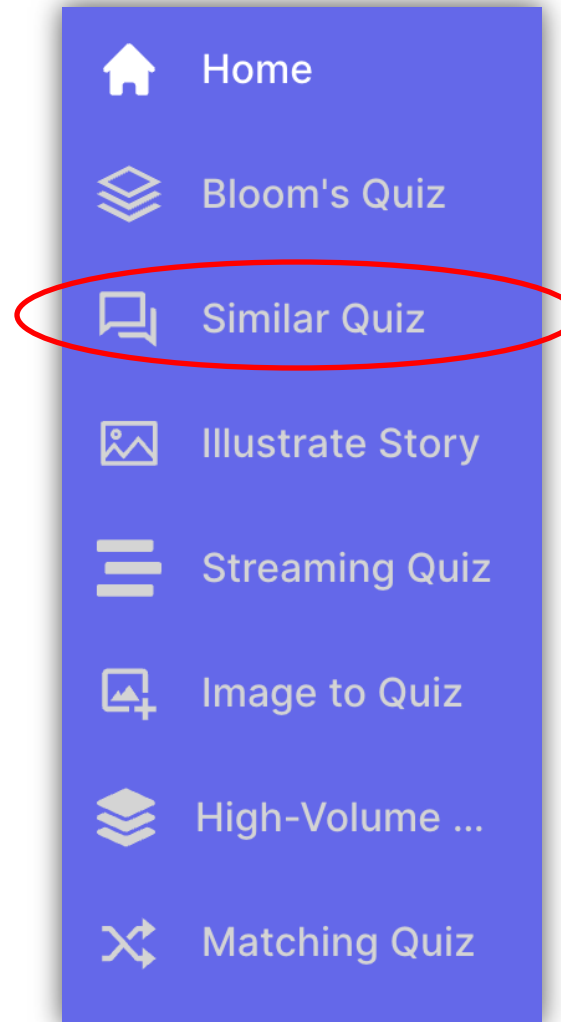 Home
Bloom's Quiz
Similar Quiz
Illustrate Story
Streaming Quiz
Image to Quiz
High-Volume ...
Matching Quiz